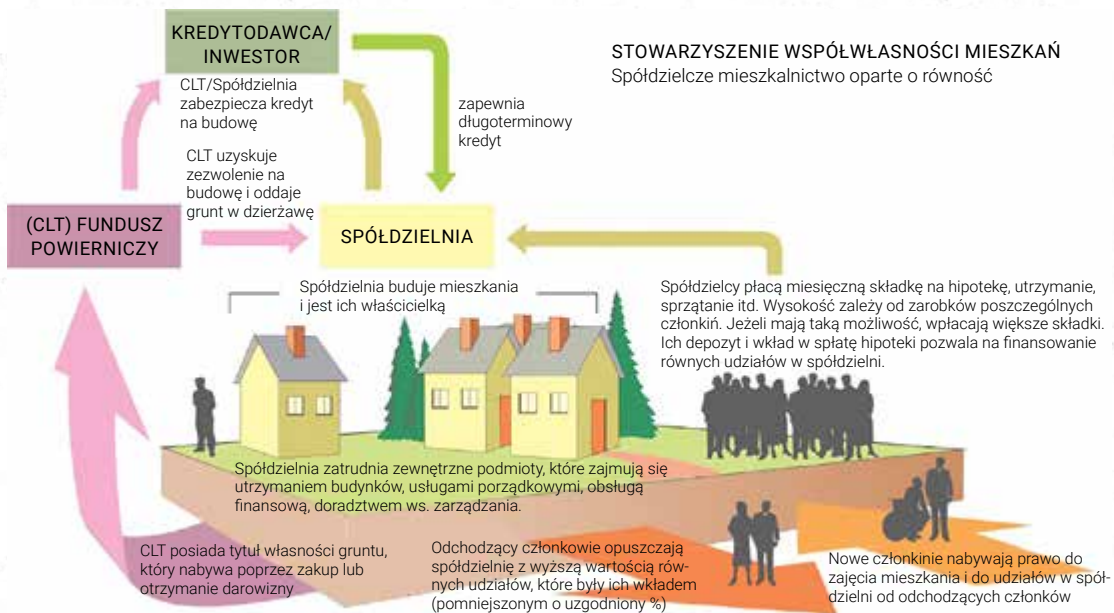 KREDYTODAWCA/
INWESTOR
STOWARZYSZENIE WSPÓŁWŁASNOŚCI MIESZKAŃ
Spółdzielcze mieszkalnictwo oparte o równość
CLT/Spółdzielnia
zabezpiecza kredyt
na budowę
zapewnia
długoterminowy
kredyt
CLT uzyskuje
zezwolenie na
budowę i oddaje
grunt w dzierżawę
(CLT) FUNDUSZ
POWIERNICZY
SPÓŁDZIELNIA
Spółdzielnia buduje mieszkania
i jest ich właścicielką
Spółdzielcy płacą miesięczną składkę na hipotekę, utrzymanie,
sprzątanie itd. Wysokość zależy od zarobków poszczególnych
członkiń. Jeżeli mają taką możliwość, wpłacają większe składki.
Ich depozyt i wkład w spłatę hipoteki pozwala na finansowanie
równych udziałów w spółdzielni.
Spółdzielnia zatrudnia zewnętrzne podmioty, które zajmują się
utrzymaniem budynków, usługami porządkowymi, obsługą
finansową, doradztwem ws. zarządzania.
CLT posiada tytuł własności gruntu,
który nabywa poprzez zakup lub
otrzymanie darowizny
Odchodzący członkowie opuszczają
spółdzielnię z wyższą wartością rów-
nych udziałów, które były ich wkładem
(pomniejszonym o uzgodniony %)
Nowe członkinie nabywają prawo do
zajęcia mieszkania i do udziałów w spół-
dzielni od odchodzących członków